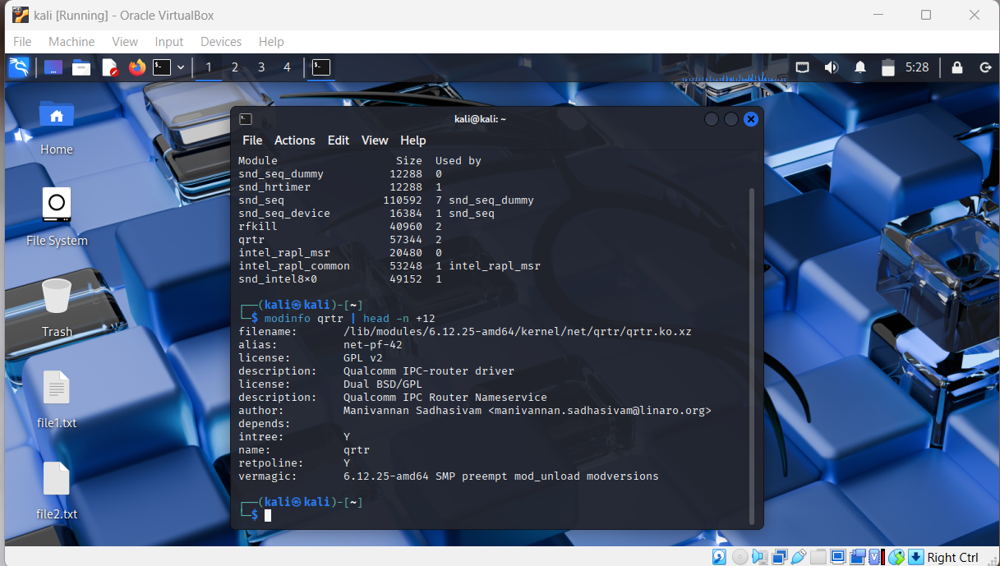 kali [Running] - Oracle VirtualBox
File Machine View Input Devices Help
1 2 3 4 5:28
Home
File System
Trash
file1.txt
file2.txt
kali@kali: ~
File Actions Edit View Help
Module Size Used by
snd_seq_dummy 12288 0
snd_hrtimer 12288 1
snd_seq 110592 7 snd_seq_dummy
snd_seq_device 16384 1 snd_seq
rfkill 40960 2
qrtr 57344 2
intel_rapl_msr 20480 0
intel_rapl_common 53248 1 intel_rapl_msr
snd_intel8×0 49152 1
┌──(kali㉿kali)-[~]
└─$ modinfo qrtr | head -n +12
filename: /lib/modules/6.12.25-amd64/kernel/net/qrtr/qrtr.ko.xz
alias: net-pf-42
license: GPL v2
description: Qualcomm IPC-router driver
license: Dual BSD/GPL
description: Qualcomm IPC Router Nameservice
author: Manivannan Sadhasivam <manivannan.sadhasivam@linaro.org>
depends:
intree: Y
name: qrtr
retpoline: Y
vermagic: 6.12.25-amd64 SMP preempt mod_unload modversions
┌──(kali㉿kali)-[~]
└─$
Right Ctrl